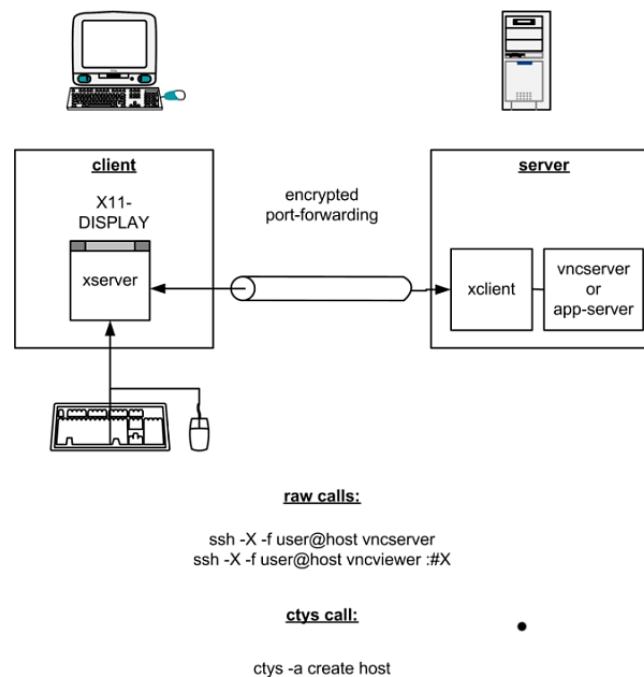 client
server
X11-
DISPLAY
encrypted
port-forwarding
xserver
xclient
vncserver
or
app-server
raw calls:
ssh -X -f user@host vncserver
ssh -X -f user@host vncviewer :#X
ctys call:
ctys -a create host